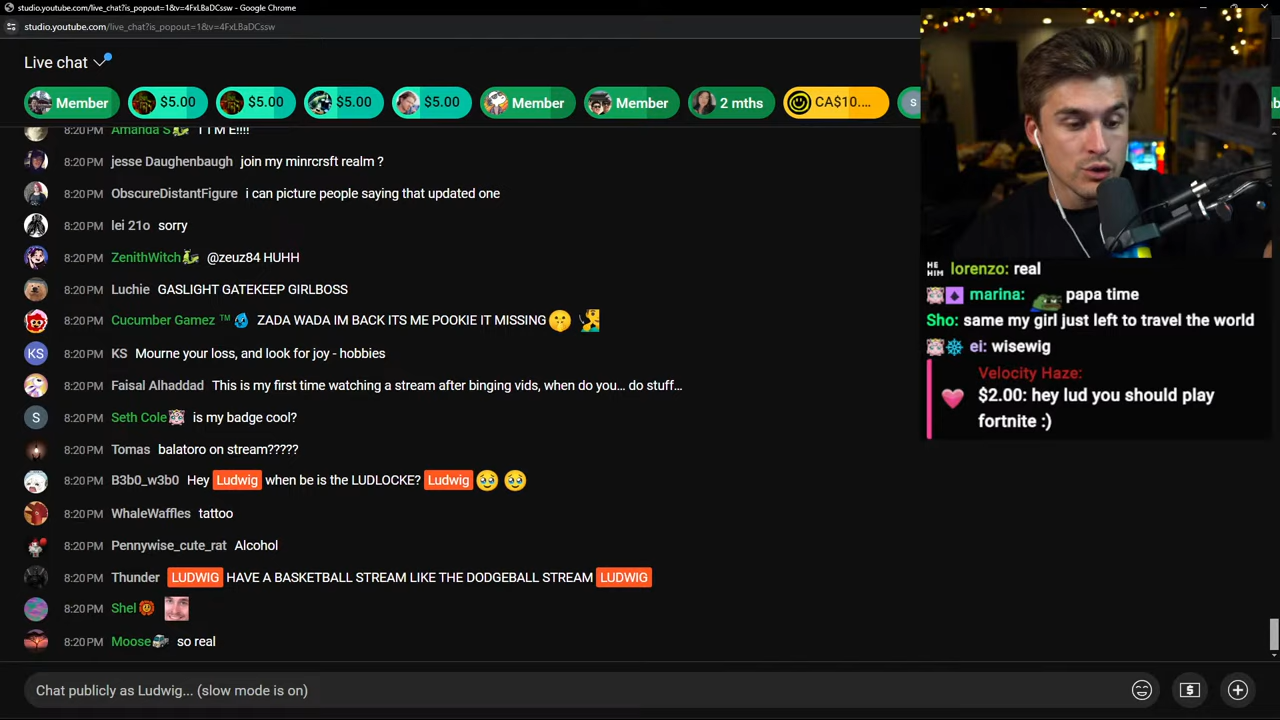 studio.youtube.com/live_chat?is_popout=1&v=4FxLBaDCssw - Google Chrome
studio.youtube.com/live_chat?is_popout=1&v=4FxLBaDCssw
Live chat
Member $5.00 $5.00 $5.00 $5.00 Member Member 2 mths CA$10.... S
8:20 PM Amanda S T I M E!!!!
8:20 PM jesse Daughenbaugh join my minrcrsft realm ?
8:20 PM ObscureDistantFigure i can picture people saying that updated one
8:20 PM lei 21o sorry
8:20 PM ZenithWitch @zeuz84 HUHH
8:20 PM Luchie GASLIGHT GATEKEEP GIRLBOSS
8:20 PM Cucumber Gamez ™ ZADA WADA IM BACK ITS ME POOKIE IT MISSING
KS 8:20 PM KS Mourne your loss, and look for joy - hobbies
8:20 PM Faisal Alhaddad This is my first time watching a stream after binging vids, when do you... do stuff...
S 8:20 PM Seth Cole is my badge cool?
8:20 PM Tomas balatoro on stream?????
8:20 PM B3b0_w3b0 Hey Ludwig when be is the LUDLOCKE? Ludwig
8:20 PM WhaleWaffles tattoo
8:20 PM Pennywise_cute_rat Alcohol
8:20 PM Thunder LUDWIG HAVE A BASKETBALL STREAM LIKE THE DODGEBALL STREAM LUDWIG
8:20 PM Shel
8:20 PM Moose so real
Chat publicly as Ludwig... (slow mode is on)
HE HIM lorenzo: real
marina: papa time
Sho: same my girl just left to travel the world
ei: wisewig
Velocity Haze:
$2.00: hey lud you should play
fortnite :)